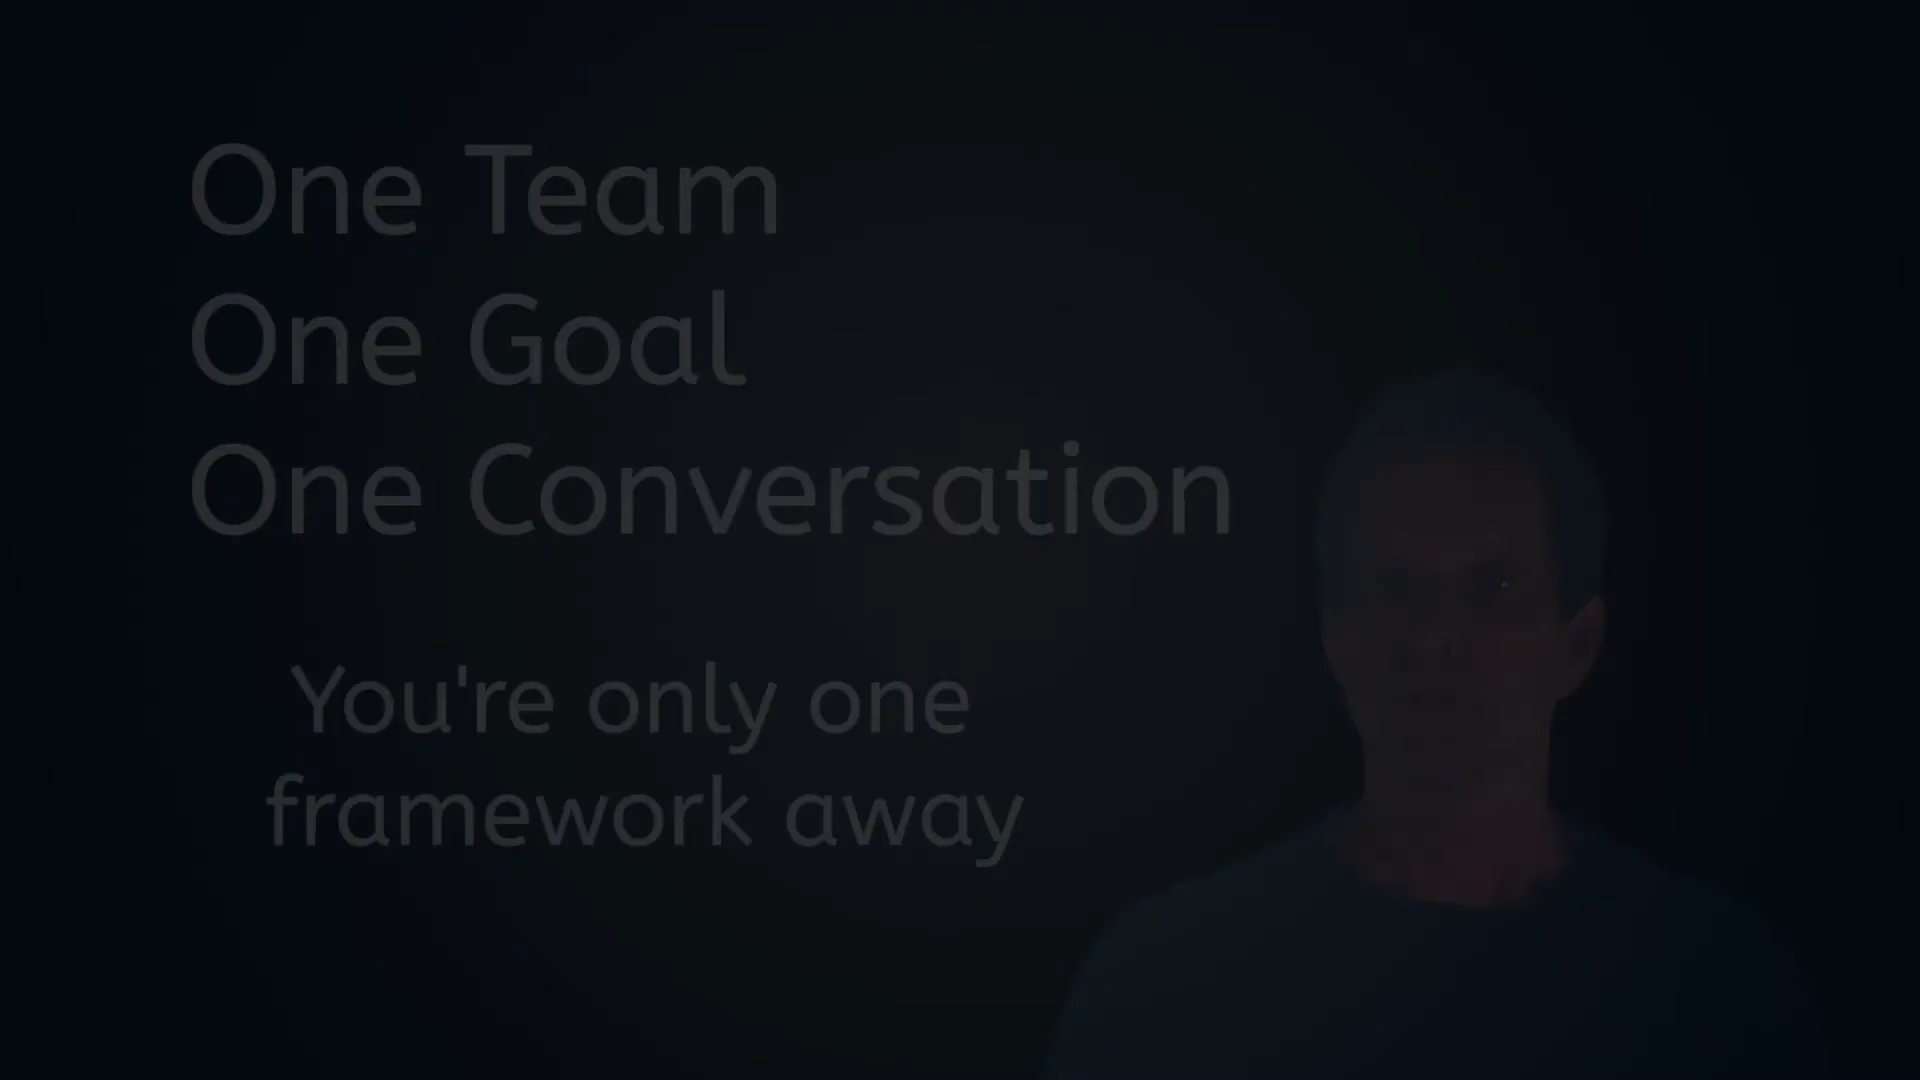 One Team
One Goal
One Conversation
You're only one
framework away